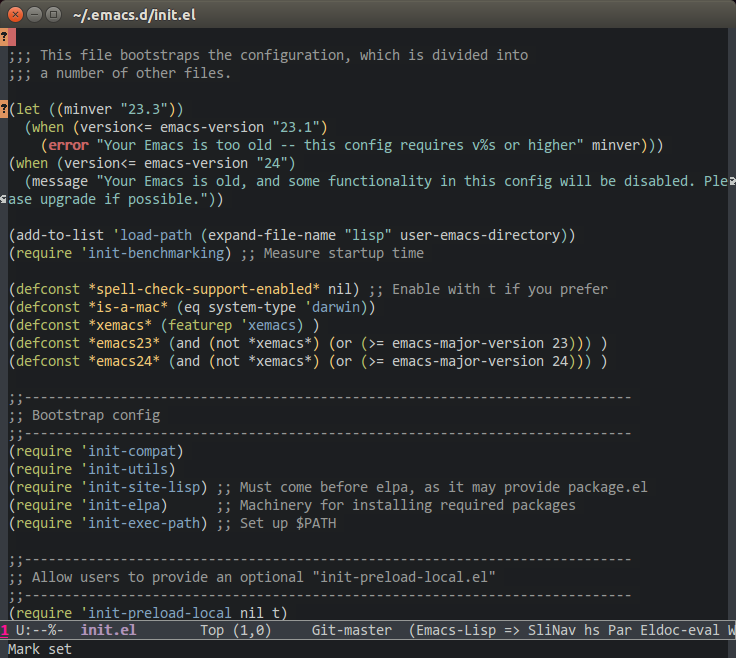 ~/.emacs.d/init.el
?
;;; This file bootstraps the configuration, which is divided into
;;; a number of other files.
?(let ((minver "23.3"))
(when (version<= emacs-version "23.1")
(error "Your Emacs is too old -- this config requires v%s or higher" minver)))
(when (version<= emacs-version "24")
(message "Your Emacs is old, and some functionality in this config will be disabled. Ple
ase upgrade if possible."))
(add-to-list 'load-path (expand-file-name "lisp" user-emacs-directory))
(require 'init-benchmarking) ;; Measure startup time
(defconst *spell-check-support-enabled* nil) ;; Enable with t if you prefer
(defconst *is-a-mac* (eq system-type 'darwin))
(defconst *xemacs* (featurep 'xemacs) )
(defconst *emacs23* (and (not *xemacs*) (or (>= emacs-major-version 23))) )
(defconst *emacs24* (and (not *xemacs*) (or (>= emacs-major-version 24))) )
;;----------------------------------------------------------------------------
;; Bootstrap config
;;----------------------------------------------------------------------------
(require 'init-compat)
(require 'init-utils)
(require 'init-site-lisp) ;; Must come before elpa, as it may provide package.el
(require 'init-elpa)      ;; Machinery for installing required packages
(require 'init-exec-path) ;; Set up $PATH
;;----------------------------------------------------------------------------
;; Allow users to provide an optional "init-preload-local.el"
;;----------------------------------------------------------------------------
(require 'init-preload-local nil t)
1 U:--%-  init.el        Top (1,0)     Git-master  (Emacs-Lisp => SliNav hs Par Eldoc-eval W
Mark set